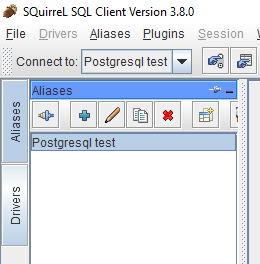 SQuirreL SQL Client Version 3.8.0
File Drivers Aliases Plugins Session
Connect to: Postgresql test
Aliases
Aliases
Postgresql test
Drivers